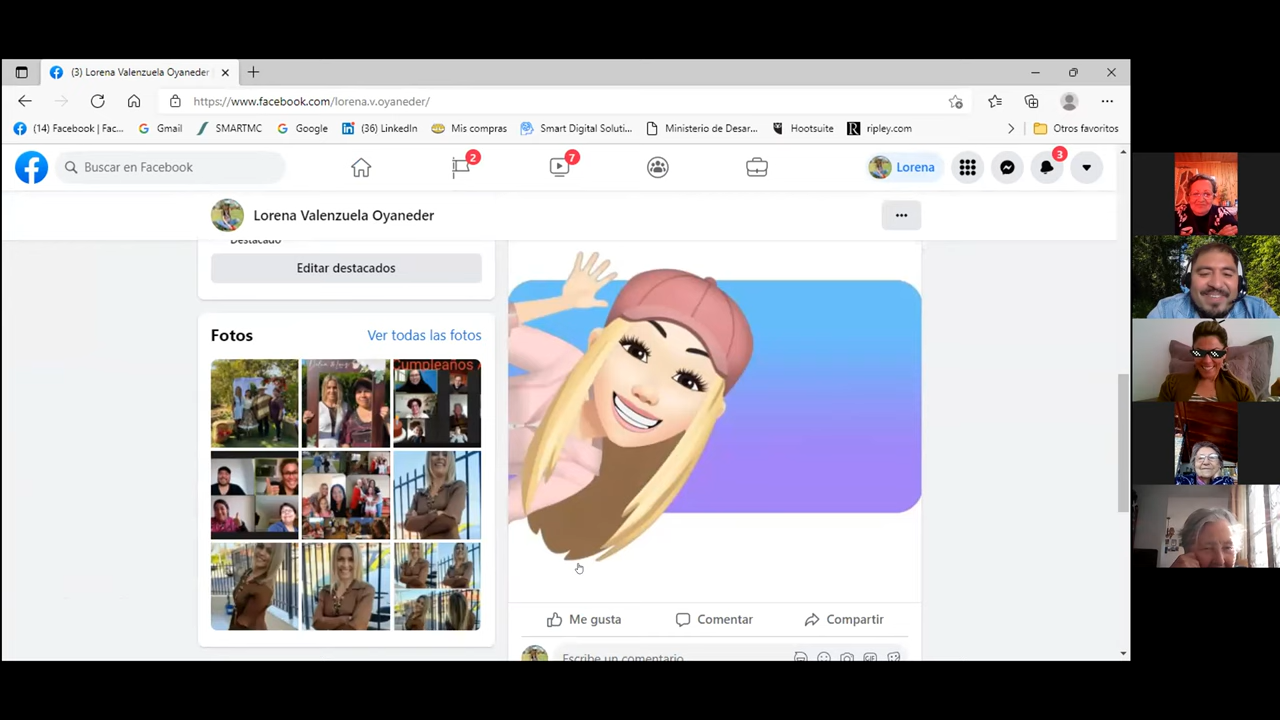 (3) Lorena Valenzuela Oyaneder
https://www.facebook.com/lorena.v.oyaneder/
(14) Facebook | Fac...
Gmail
SMARTMC
Google
(36) LinkedIn
Mis compras
Smart Digital Soluti...
Ministerio de Desar...
Hootsuite
ripley.com
Otros favoritos
Buscar en Facebook
2
7
Lorena
3
Lorena Valenzuela Oyaneder
Destacado
Editar destacados
Fotos
Ver todas las fotos
Cumpleaños
Me gusta
Comentar
Compartir
Escribe un comentario